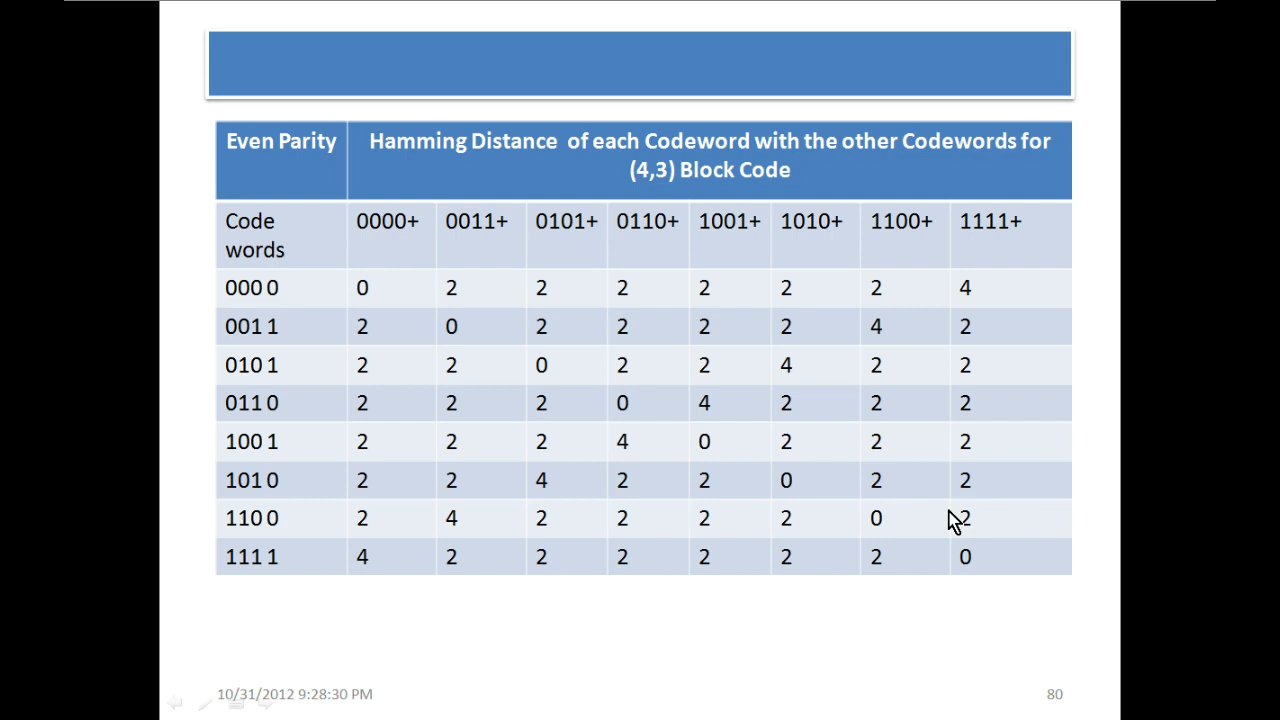 Even Parity Hamming Distance of each Codeword with the other Codewords for
(4,3) Block Code
Code words 0000+ 0011+ 0101+ 0110+ 1001+ 1010+ 1100+ 1111+
000 0 0 2 2 2 2 2 2 4
001 1 2 0 2 2 2 2 4 2
010 1 2 2 0 2 2 4 2 2
011 0 2 2 2 0 4 2 2 2
100 1 2 2 2 4 0 2 2 2
101 0 2 2 4 2 2 0 2 2
110 0 2 4 2 2 2 2 0 2
111 1 4 2 2 2 2 2 2 0
10/31/2012 9:28:30 PM 80